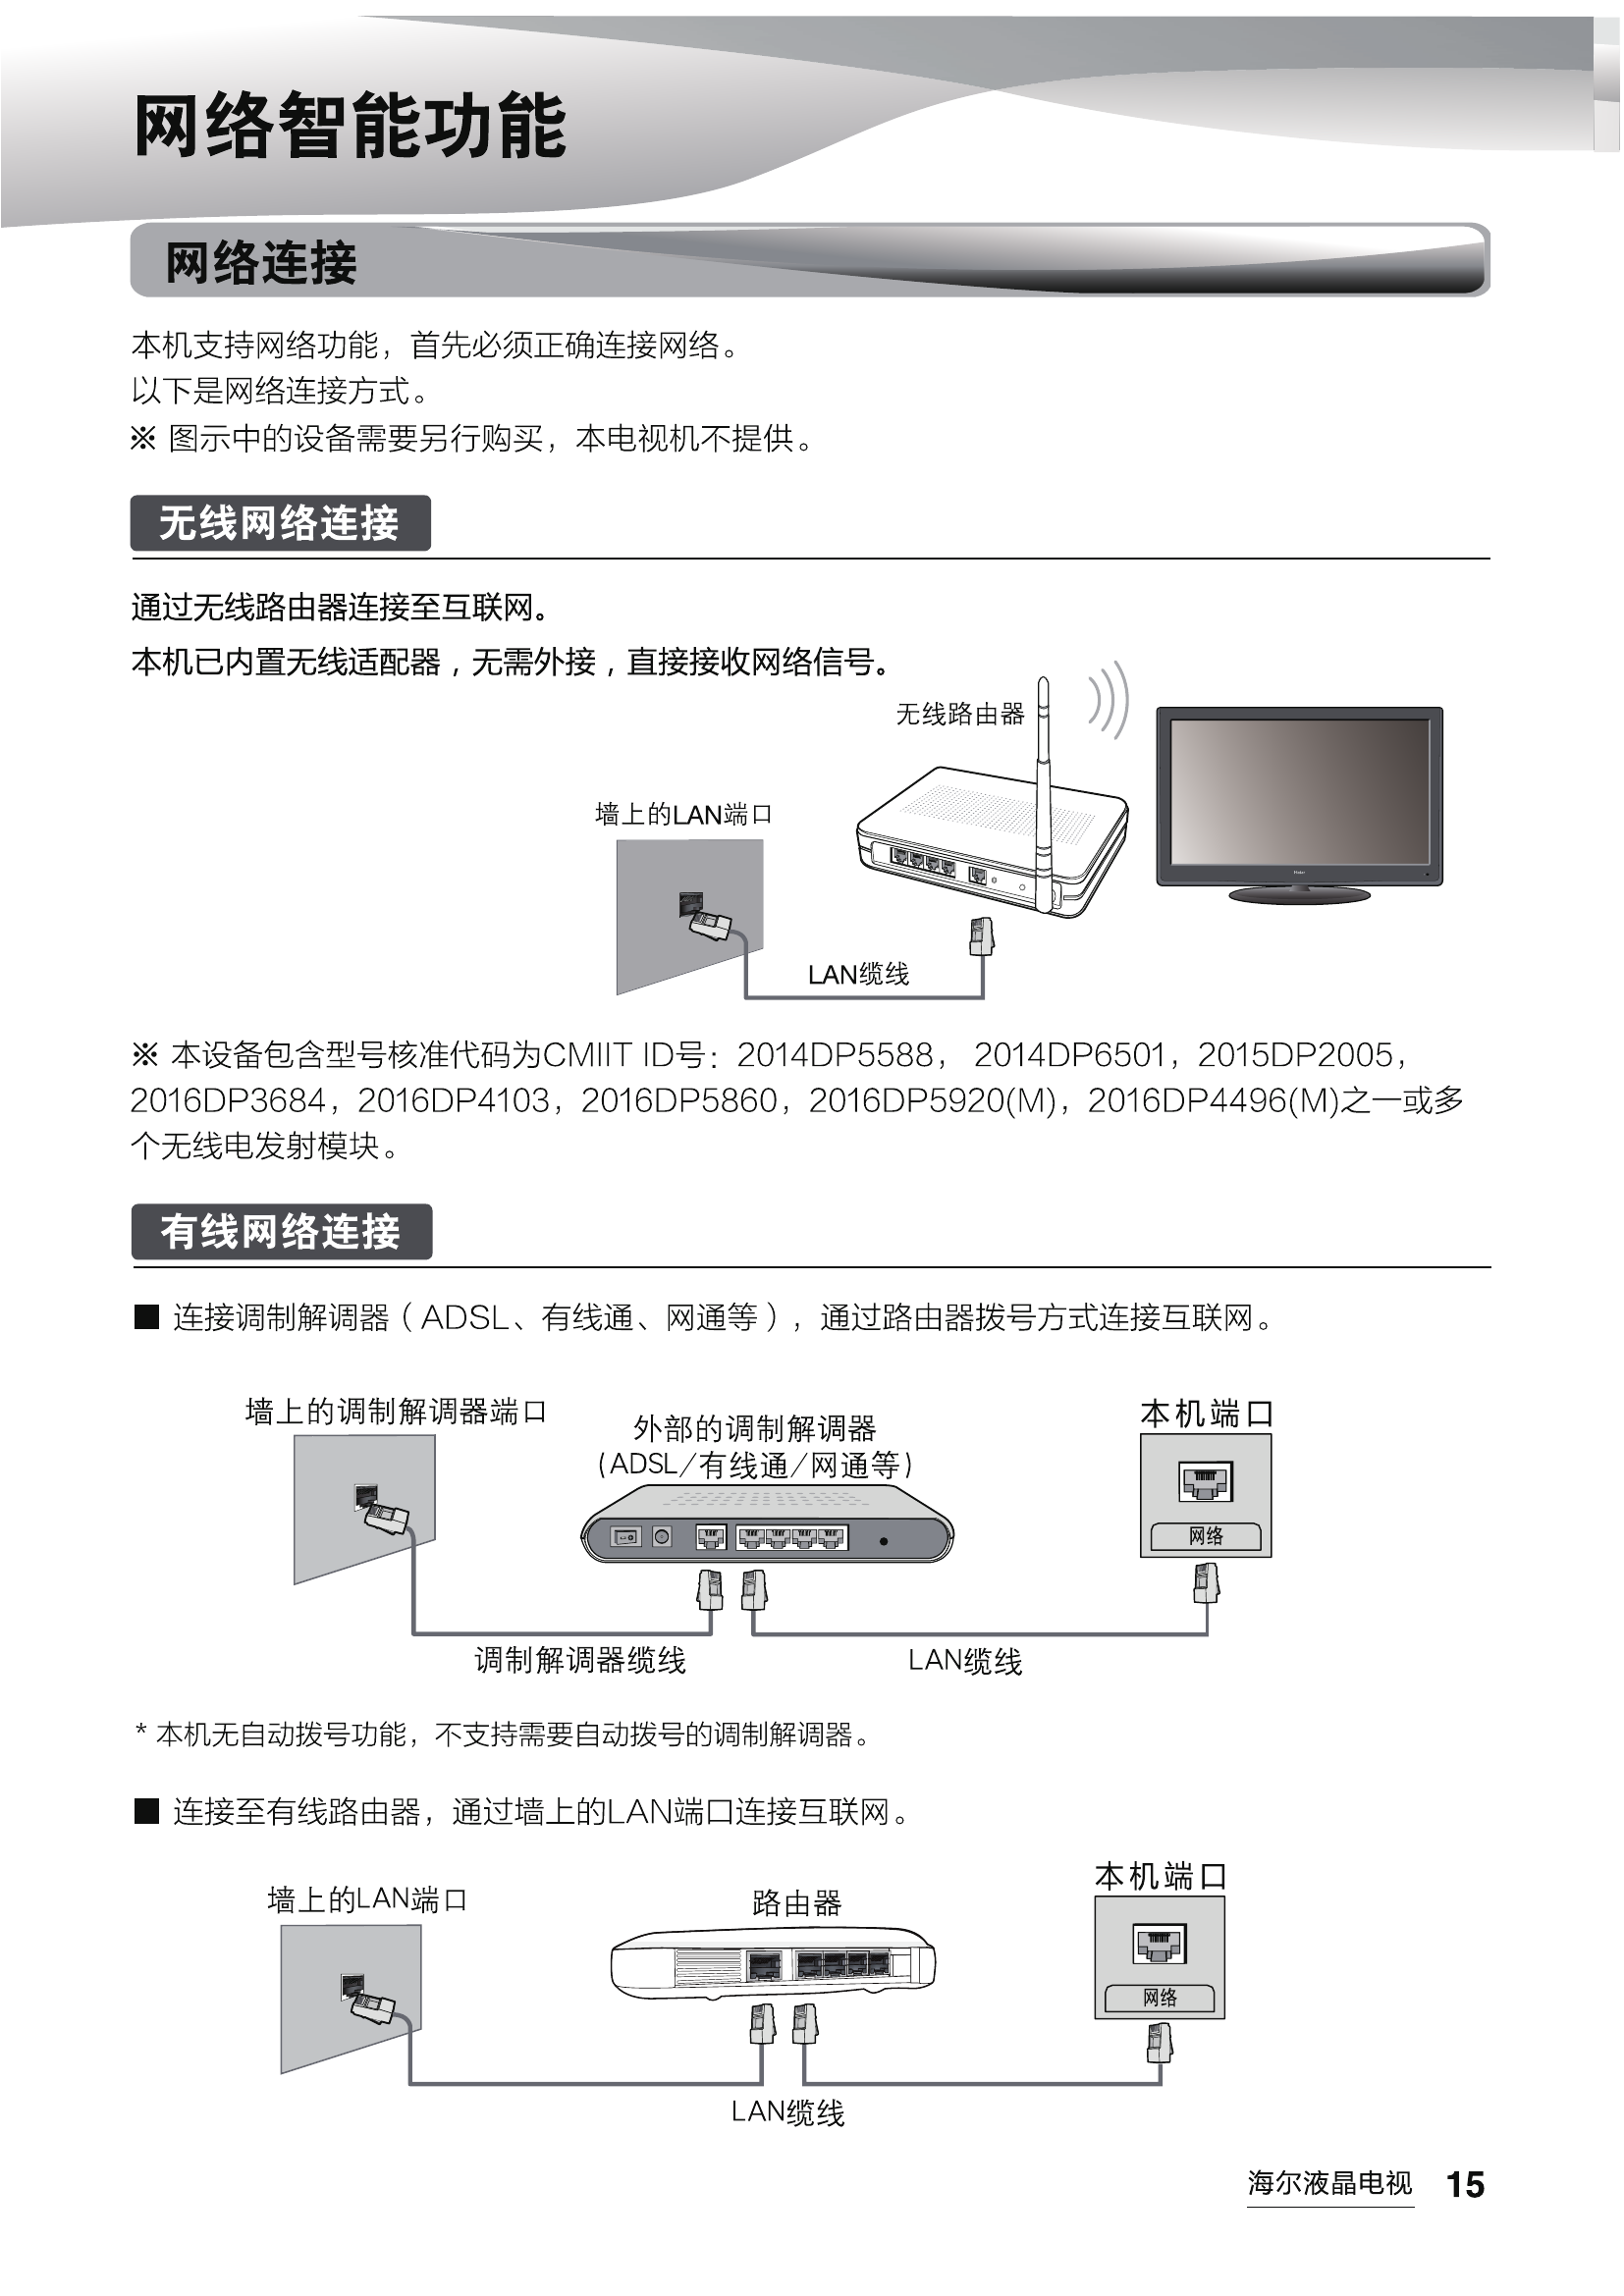 网络智能功能
网络连接
本机支持网络功能，首先必须正确连接网络。
以下是网络连接方式。
※ 图示中的设备需要另行购买，本电视机不提供。
无线网络连接
通过无线路由器连接至互联网。
本机已内置无线适配器，无需外接，直接接收网络信号。
无线路由器
墙上的LAN端口
Haier
LAN缆线
※ 本设备包含型号核准代码为CMIIT ID号：2014DP5588， 2014DP6501，2015DP2005，
2016DP3684，2016DP4103，2016DP5860，2016DP5920(M)，2016DP4496(M)之一或多
个无线电发射模块。
有线网络连接
■ 连接调制解调器（ADSL、有线通、网通等），通过路由器拨号方式连接互联网。
墙上的调制解调器端口
外部的调制解调器
(ADSL/有线通/网通等)
本机端口
网络
调制解调器缆线
LAN缆线
* 本机无自动拨号功能，不支持需要自动拨号的调制解调器。
■ 连接至有线路由器，通过墙上的LAN端口连接互联网。
墙上的LAN端口
路由器
本机端口
网络
LAN缆线
海尔液晶电视 15